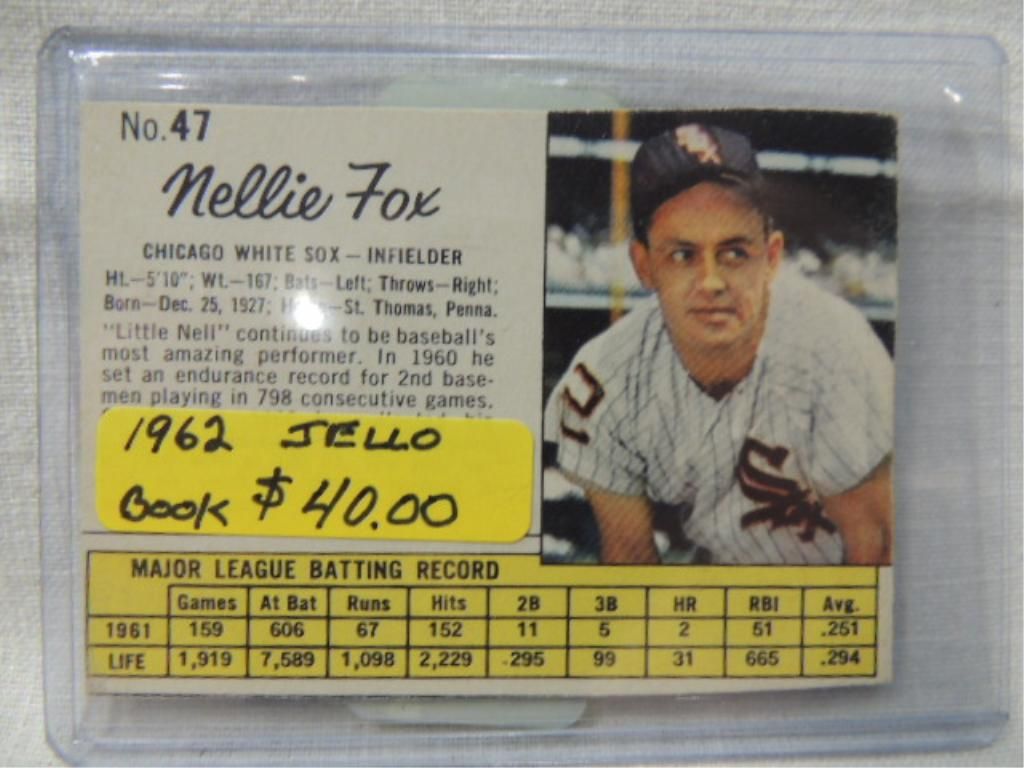 No. 47
Nellie Fox
CHICAGO WHITE SOX — INFIELDER
Ht.—5'10"; Wt.—167; Bats—Left; Throws—Right;
Born—Dec. 25, 1927; —St. Thomas, Penna.
"Little Nell" continues to be baseball's
most amazing performer. In 1960 he
set an endurance record for 2nd base-
men playing in 798 consecutive games.
1962 JELLO
BOOK $40.00
MAJOR LEAGUE BATTING RECORD
Games At Bat Runs Hits 2B 3B HR RBI Avg.
1961 159 606 67 152 11 5 2 51 .251
LIFE 1,919 7,589 1,098 2,229 .295 99 31 665 .294
2
Sox